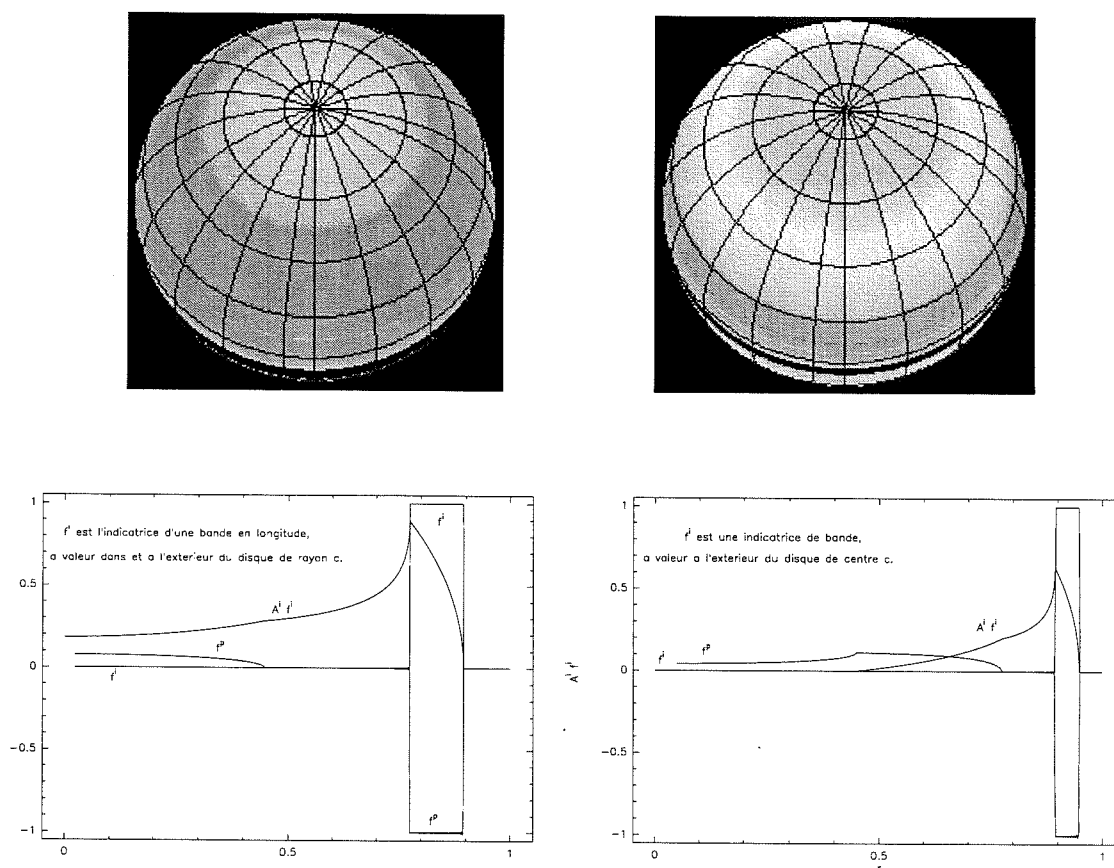 1
f^i est l'indicatrice d'une bande en longitude,
a valeur dans et a l'exterieur du disque de rayon c.
f^i
0.5
A^i f^i
f^p
0
f^i
-0.5
f^p
-1
0
0.5
1
1
f^i est une indicatrice de bande,
a valeur a l'exterieur du disque de centre c.
0.5
A^i f^i
f^i
f^p
0
A^i f^i
-0.5
-1
0
0.5
1